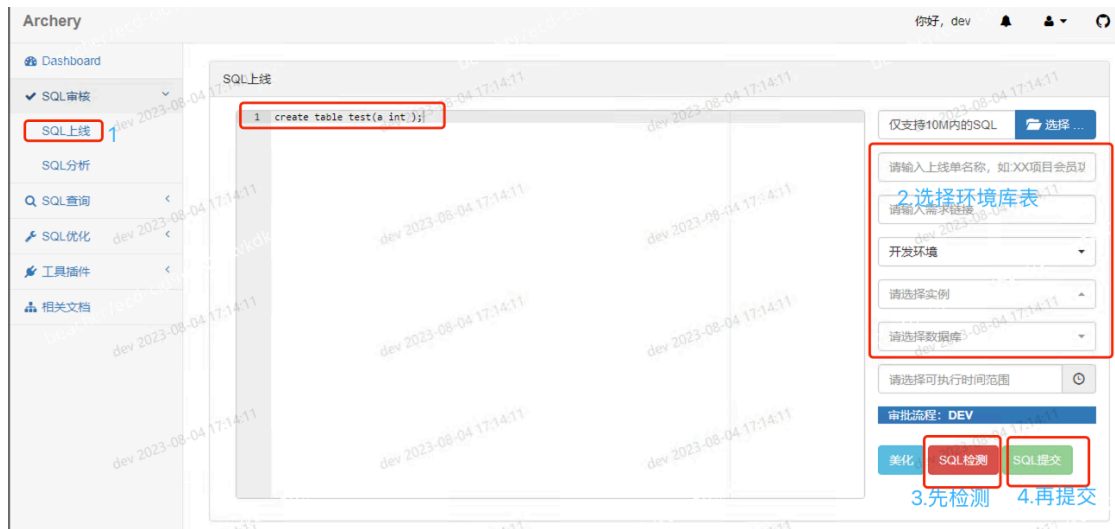 Archery
你好, dev
Dashboard
SQL审核
SQL上线
1
SQL分析
SQL查询
SQL优化
工具插件
相关文档
SQL上线
1 create table test(a int );
仅支持10M内的SQL
选择 ...
请输入上线单名称，如:XX项目会员功
2.选择环境库表
请输入需求链接
开发环境
请选择实例
请选择数据库
请选择可执行时间范围
审批流程：DEV
美化
SQL检测
SQL提交
3.先检测
4.再提交
dev 2023-08-04 17:14:11